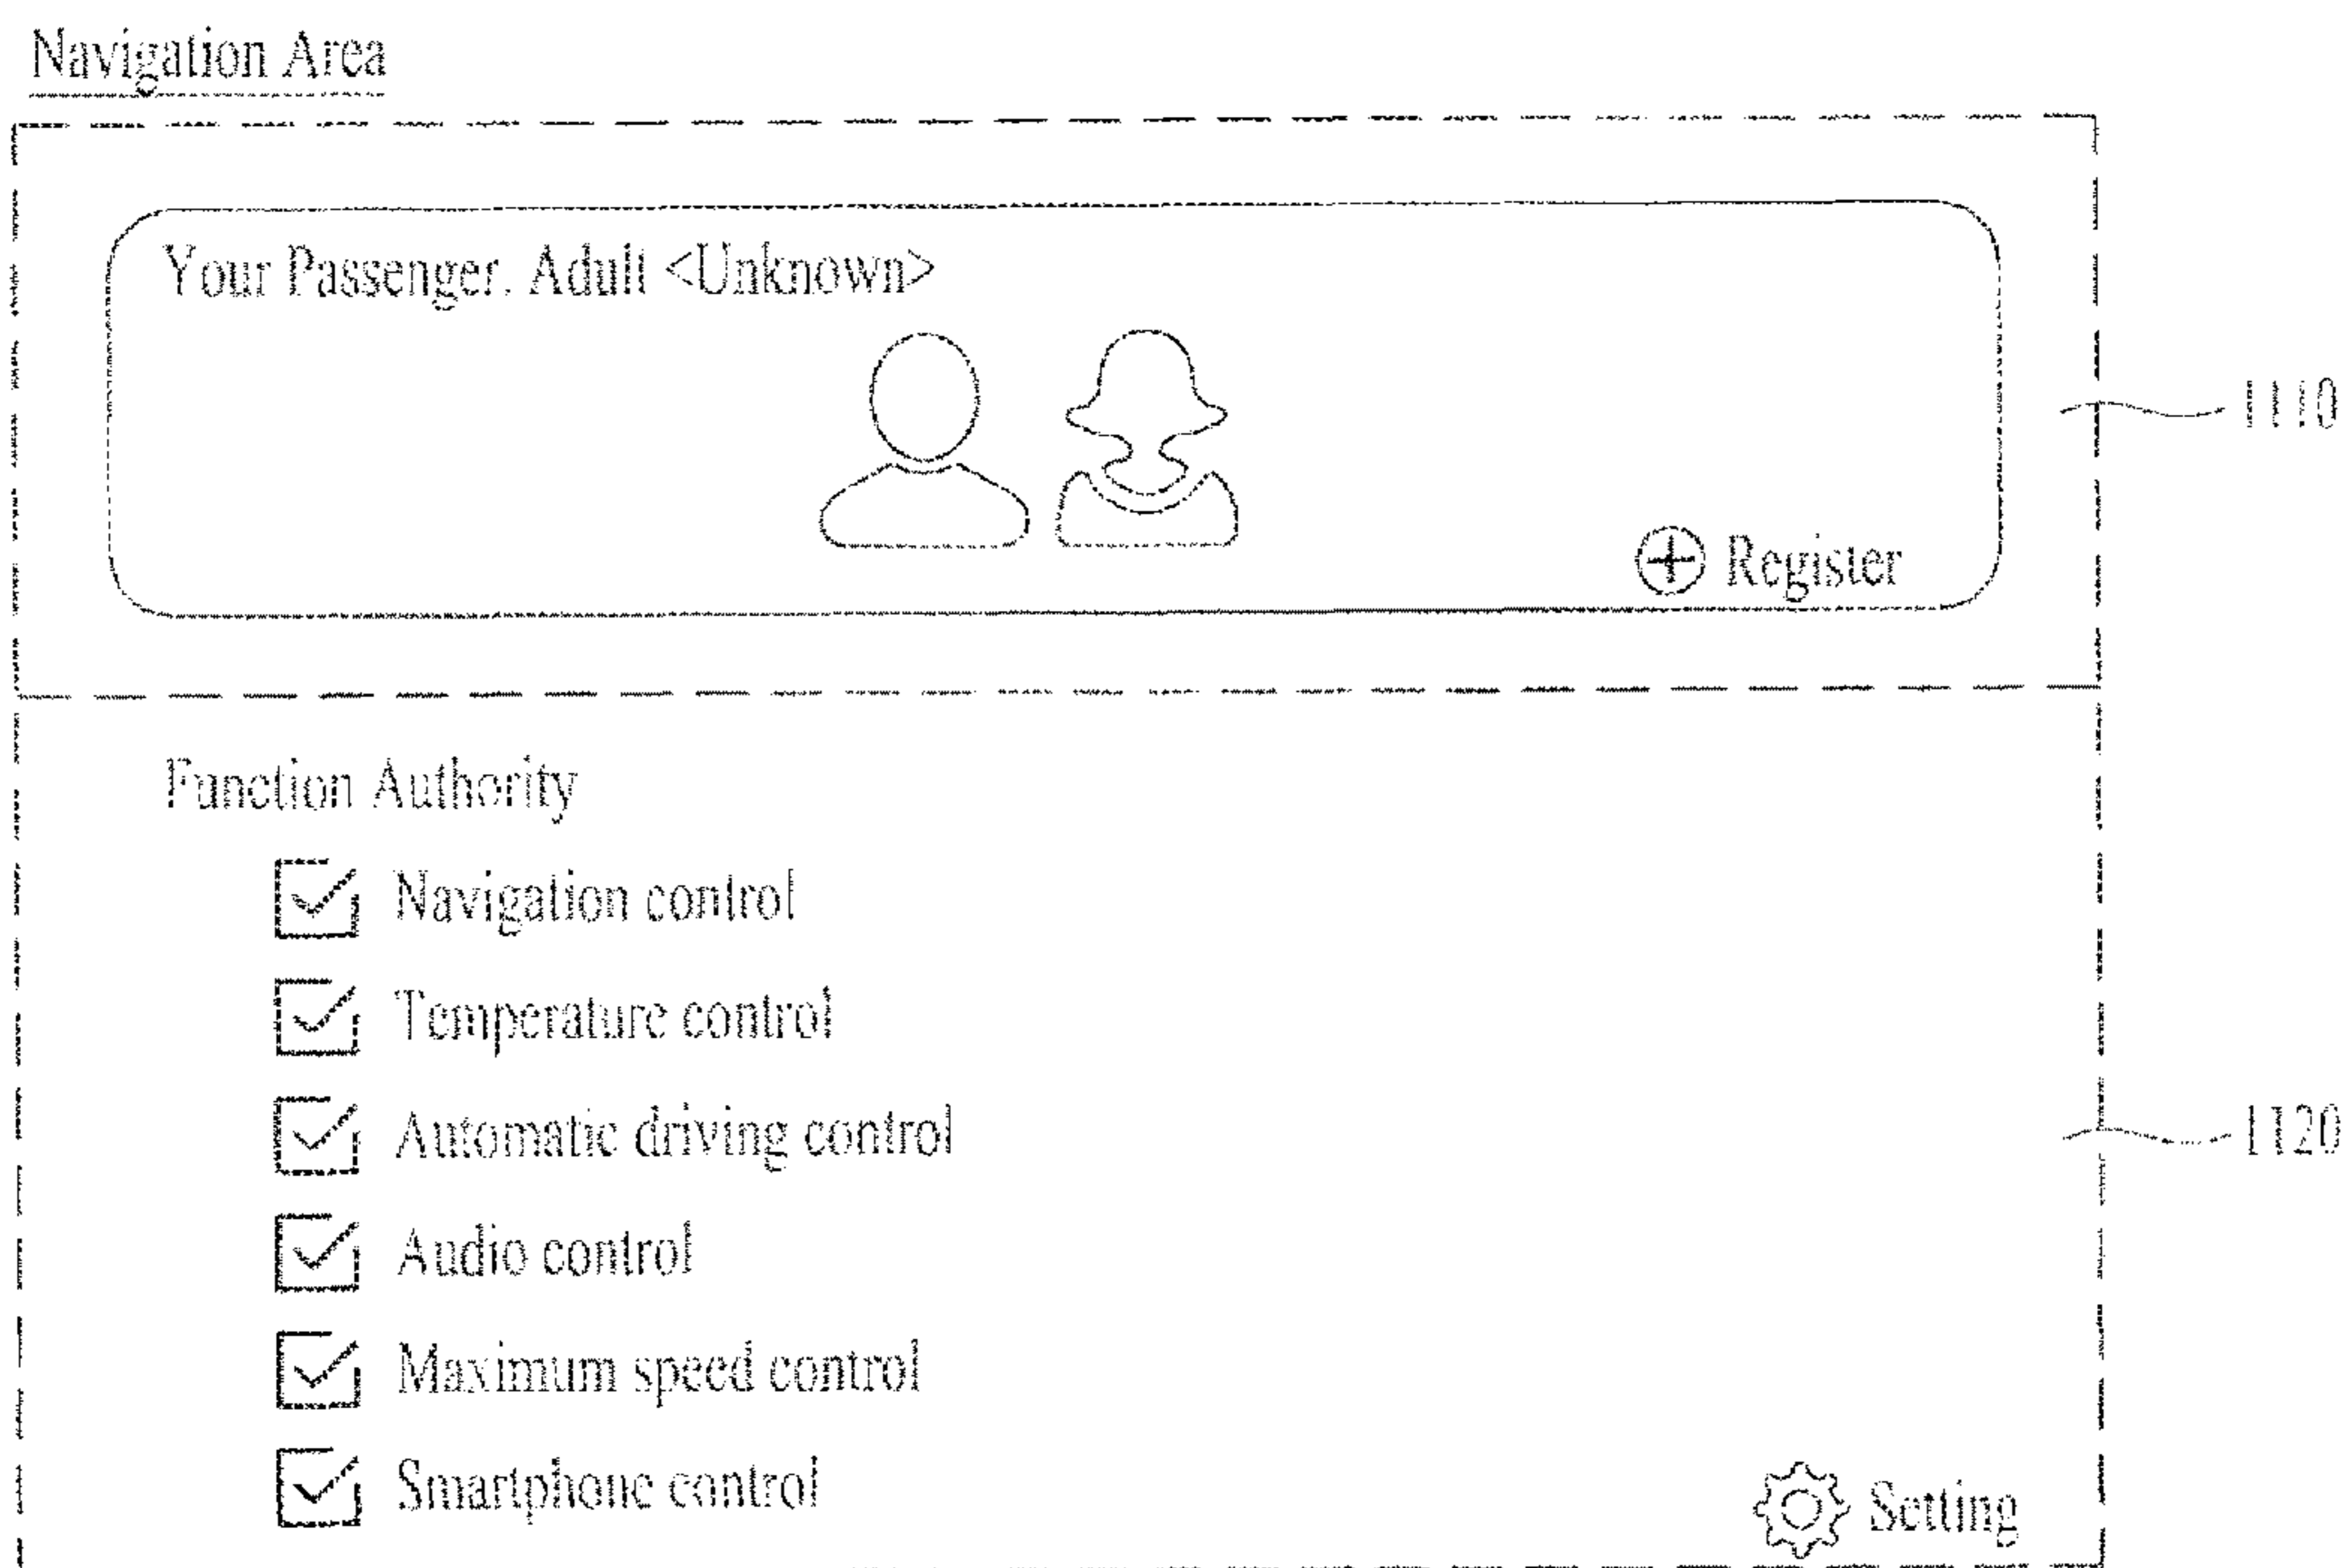 Navigation Area
Your Passenger. Adult <Unknown>
1110
Register
Function Authority
Navigation control
Temperature control
Automatic driving control
1120
Audio control
Maximum speed control
Smartphone control
Setting